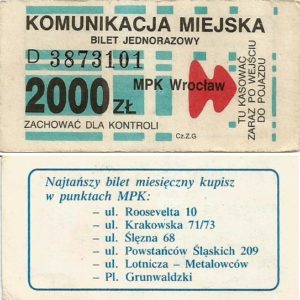 KOMUNIKACJA MIEJSKA
BILET JEDNORAZOWY
D 3873101
2000 ZŁ
MPK Wrocław
ZACHOWAĆ DLA KONTROLI
Cz.Z.G
TU KASOWAĆ
ZARAZ PO WEJŚCIU
DO POJAZDU
Najtańszy bilet miesięczny kupisz
w punktach MPK:
– ul. Roosevelta 10
– ul. Krakowska 71/73
– ul. Ślężna 68
– ul. Powstańców Śląskich 209
– ul. Lotnicza – Metalowców
– Pl. Grunwaldzki